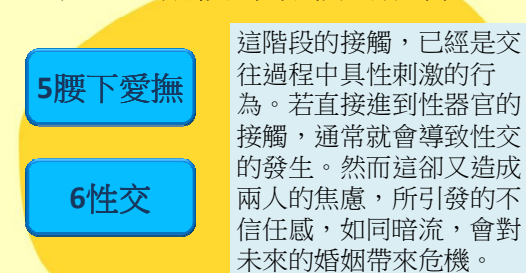 5腰下愛撫
6性交
這階段的接觸，已經是交
往過程中具性刺激的行
為。若直接進到性器官的
接觸，通常就會導致性交
的發生。然而這卻又造成
兩人的焦慮，所引發的不
信任感，如同暗流，會對
未來的婚姻帶來危機。